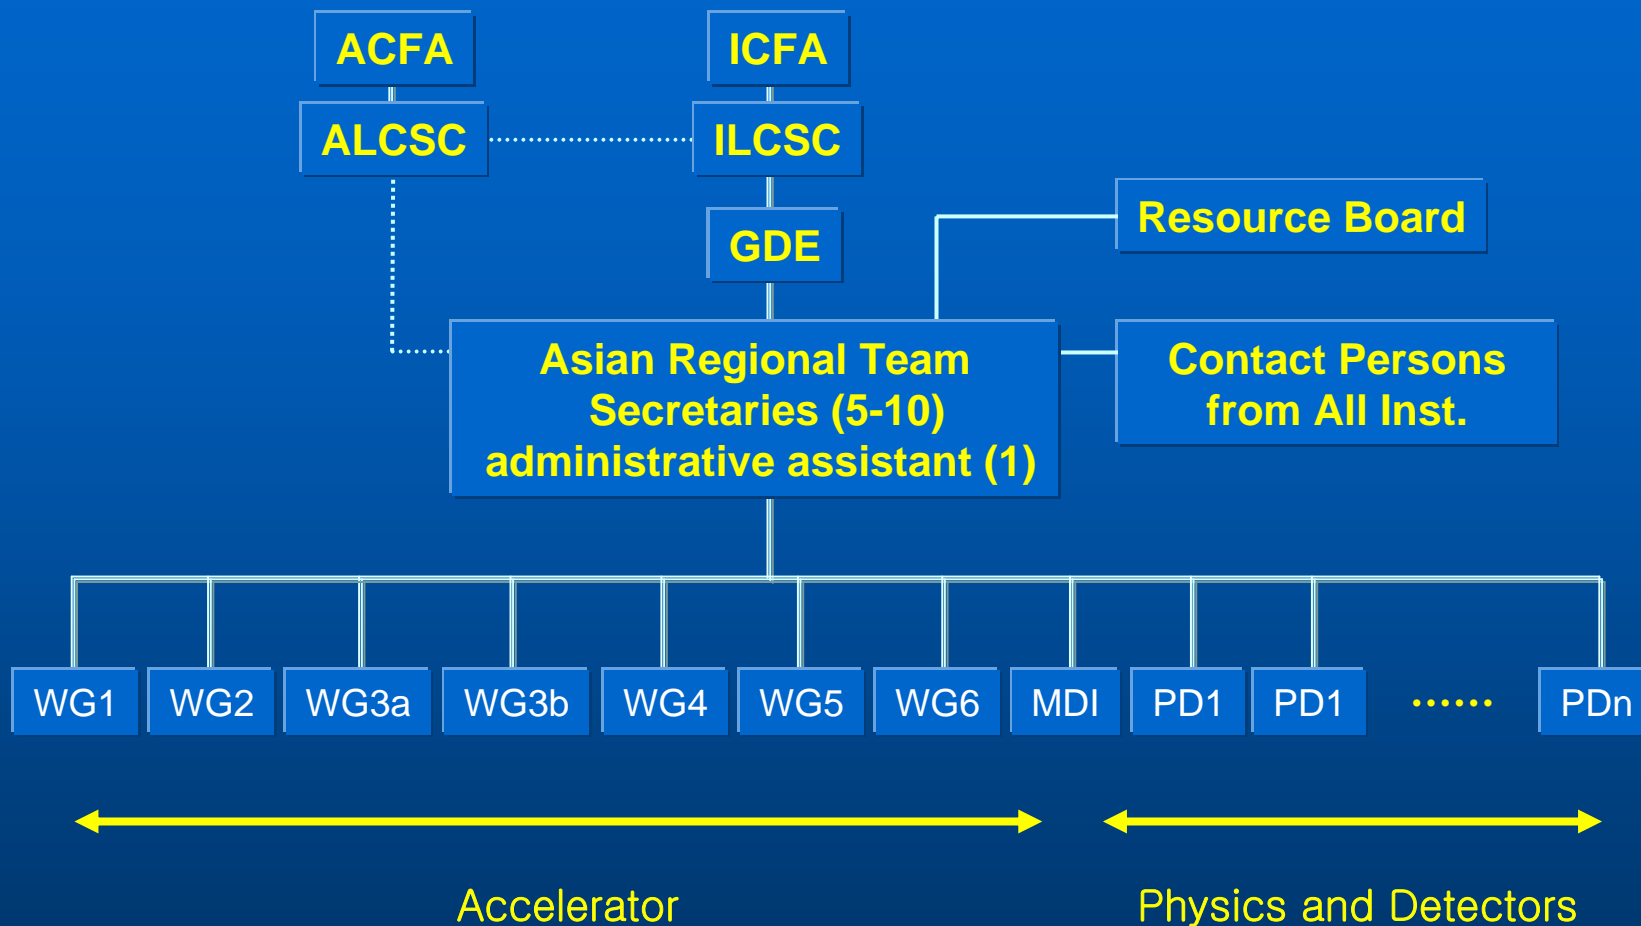 ACFA
ICFA
ALCSC
ILCSC
GDE
Resource Board
Asian Regional Team
Secretaries (5-10)
administrative assistant (1)
Contact Persons
from All Inst.
WG1
WG2
WG3a
WG3b
WG4
WG5
WG6
MDI
PD1
PD1
......
PDn
Accelerator
Physics and Detectors